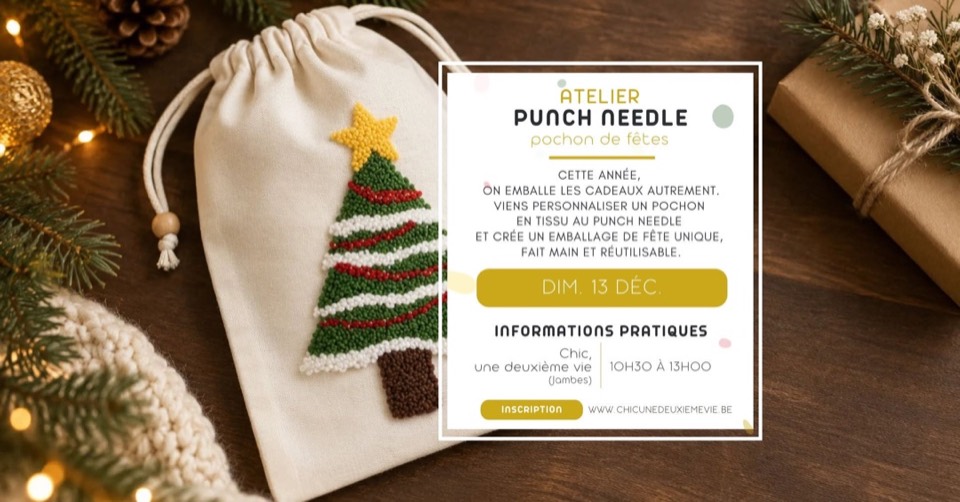 ATELIER
PUNCH NEEDLE
pochon de fêtes
CETTE ANNÉE,
ON EMBALLE LES CADEAUX AUTREMENT.
VIENS PERSONNALISER UN POCHON
EN TISSU AU PUNCH NEEDLE
ET CRÉE UN EMBALLAGE DE FÊTE UNIQUE,
FAIT MAIN ET RÉUTILISABLE.
DIM. 13 DÉC.
INFORMATIONS PRATIQUES
Chic,
une deuxième vie
(Jambes)
10H30 À 13H00
INSCRIPTION
WWW.CHICUNEDEUXIEMEVIE.BE